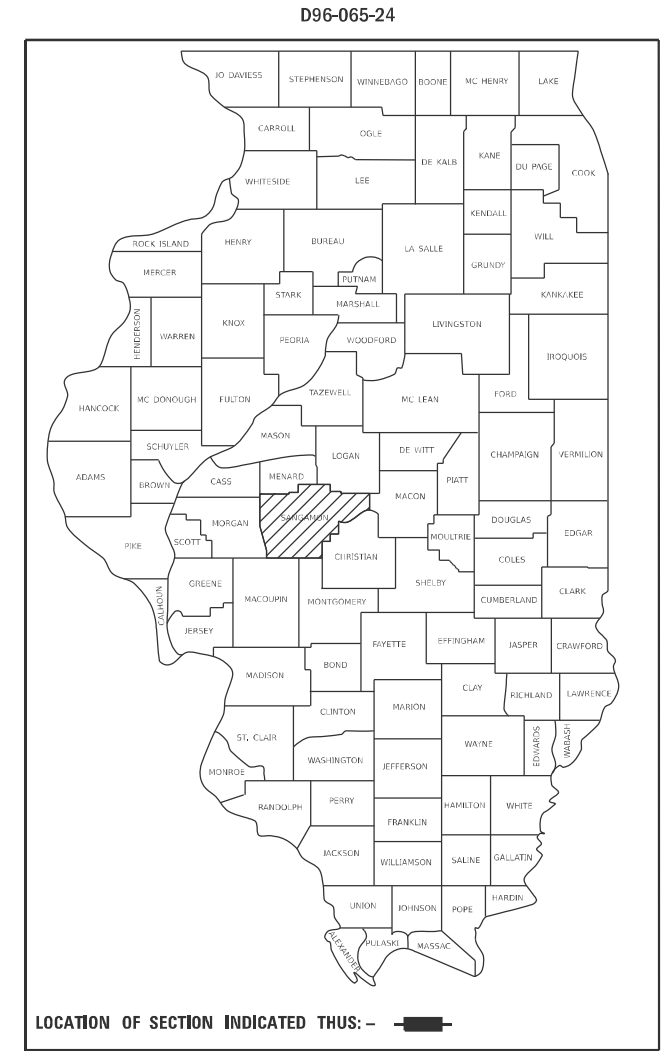 D96-065-24
JO DAVIESS
STEPHENSON
WINNEBAGO
BOONE
MC HENRY
LAKE
CARROLL
OGLE
DE KALB
KANE
DU PAGE
COOK
WHITESIDE
LEE
KENDALL
WILL
ROCK ISLAND
HENRY
BUREAU
LA SALLE
GRUNDY
MERCER
PUTNAM
STARK
MARSHALL
KANKAKEE
HENDERSON
WARREN
KNOX
PEORIA
WOODFORD
LIVINGSTON
IROQUOIS
HANCOCK
MC DONOUGH
FULTON
TAZEWELL
MC LEAN
FORD
MASON
SCHUYLER
LOGAN
DE WITT
CHAMPAIGN
VERMILION
ADAMS
BROWN
CASS
MENARD
PIATT
MACON
SANGAMON
MORGAN
DOUGLAS
PIKE
SCOTT
CHRISTIAN
MOULTRIE
EDGAR
COLES
GREENE
SHELBY
CALHOUN
MACOUPIN
MONTGOMERY
CUMBERLAND
CLARK
JERSEY
FAYETTE
EFFINGHAM
JASPER
CRAWFORD
MADISON
BOND
CLAY
RICHLAND
LAWRENCE
CLINTON
MARION
ST. CLAIR
WAYNE
EDWARDS
WABASH
WASHINGTON
JEFFERSON
MONROE
RANDOLPH
PERRY
HAMILTON
WHITE
FRANKLIN
JACKSON
WILLIAMSON
SALINE
GALLATIN
UNION
JOHNSON
POPE
HARDIN
ALEXANDER
PULASKI
MASSAC
LOCATION OF SECTION INDICATED THUS: –